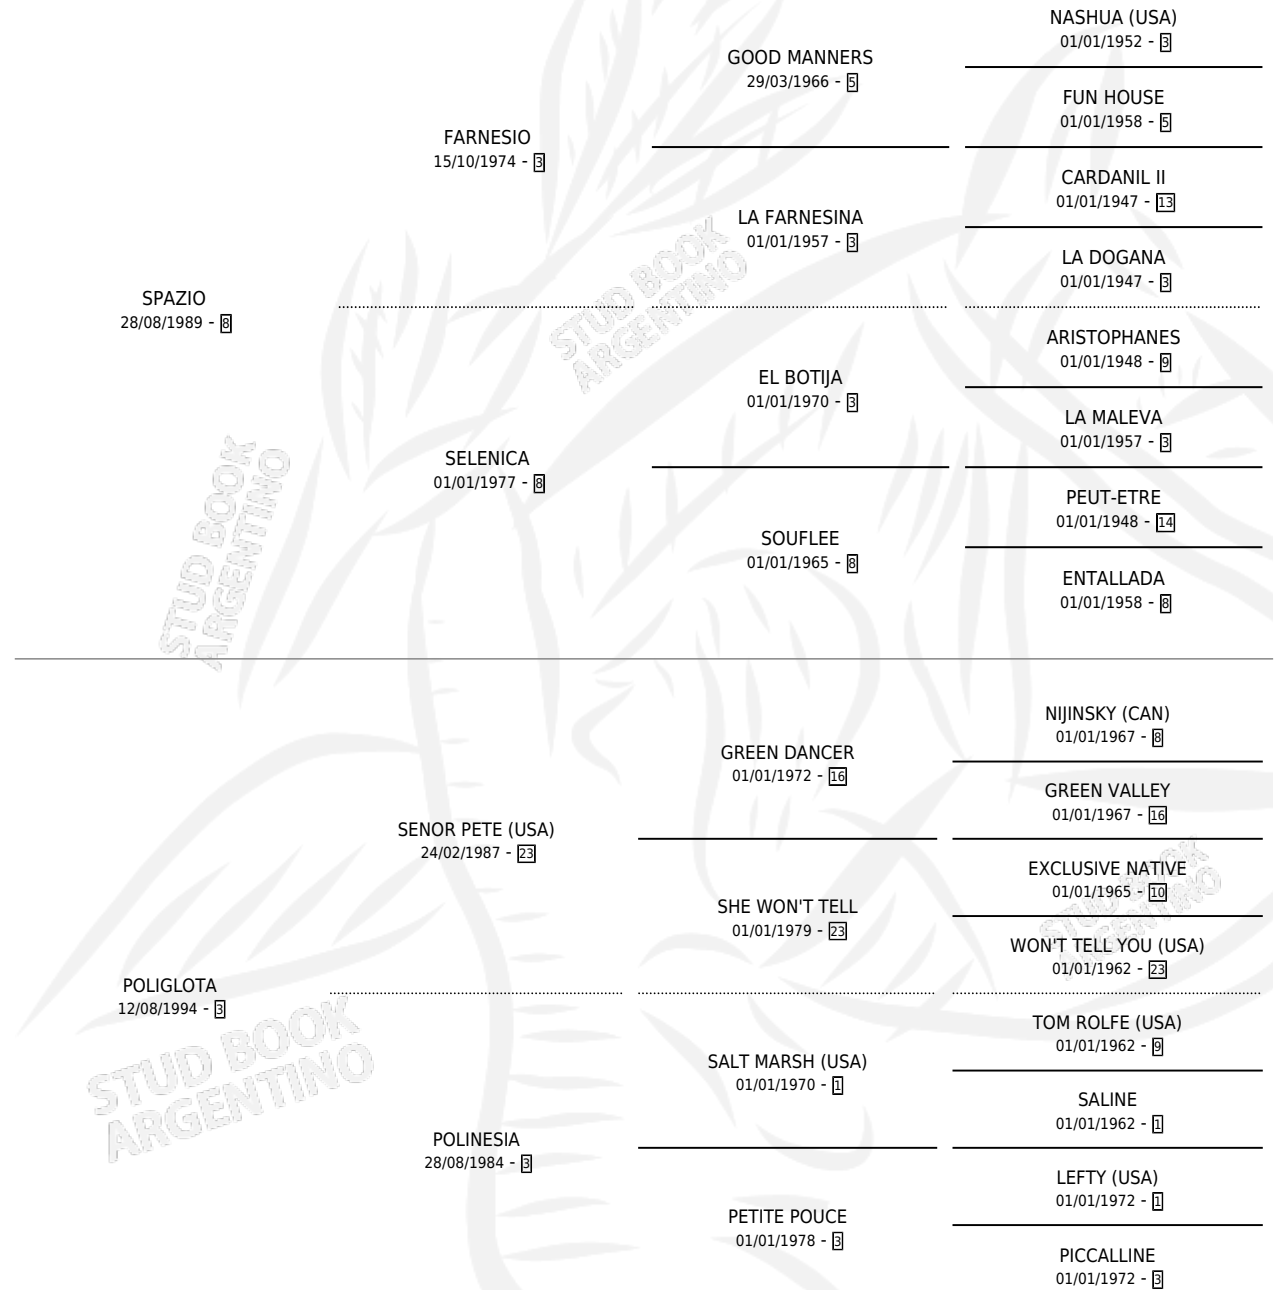 NASHUA (USA)
01/01/1952 - 3
GOOD MANNERS
29/03/1966 - 5
FUN HOUSE
01/01/1958 - 5
FARNESIO
15/10/1974 - 3
CARDANIL II
01/01/1947 - 13
LA FARNESINA
01/01/1957 - 3
LA DOGANA
01/01/1947 - 3
SPAZIO
28/08/1989 - 8
STUD BOOK
ARGENTINO
ARISTOPHANES
01/01/1948 - 9
EL BOTIJA
01/01/1970 - 3
LA MALEVA
01/01/1957 - 3
SELENICA
01/01/1977 - 8
PEUT-ETRE
01/01/1948 - 14
SOUFLEE
01/01/1965 - 8
ENTALLADA
01/01/1958 - 8
STUD BOOK
ARGENTINO
NIJINSKY (CAN)
01/01/1967 - 8
GREEN DANCER
01/01/1972 - 16
GREEN VALLEY
01/01/1967 - 16
SENOR PETE (USA)
24/02/1987 - 23
EXCLUSIVE NATIVE
01/01/1965 - 10
SHE WON'T TELL
01/01/1979 - 23
STUD BOOK
ARGENTINO
WON'T TELL YOU (USA)
01/01/1962 - 23
POLIGLOTA
12/08/1994 - 3
TOM ROLFE (USA)
01/01/1962 - 9
SALT MARSH (USA)
01/01/1970 - 1
STUD BOOK
ARGENTINO
SALINE
01/01/1962 - 1
POLINESIA
28/08/1984 - 3
LEFTY (USA)
01/01/1972 - 1
PETITE POUCE
01/01/1978 - 3
PICCALLINE
01/01/1972 - 3